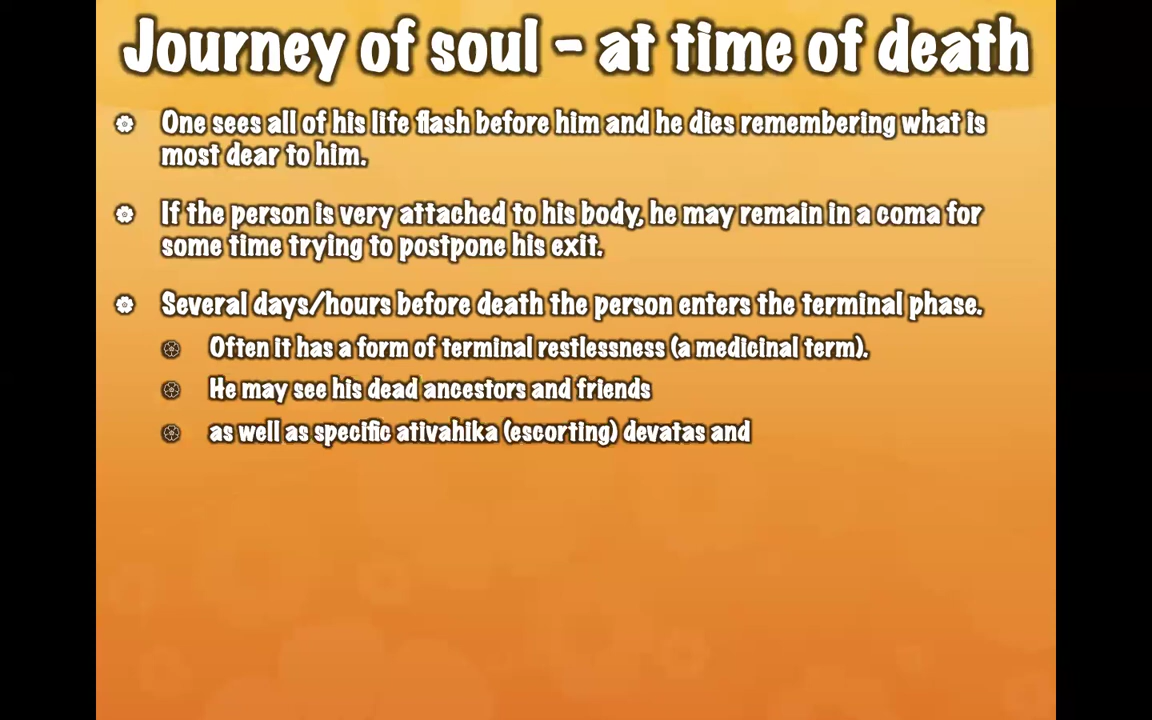 Journey of soul - at time of death
One sees all of his life flash before him and he dies remembering what is
most dear to him.
If the person is very attached to his body, he may remain in a coma for
some time trying to postpone his exit.
Several days/hours before death the person enters the terminal phase.
Often it has a form of terminal restlessness (a medicinal term).
He may see his dead ancestors and friends
as well as specific ativahika (escorting) devatas and